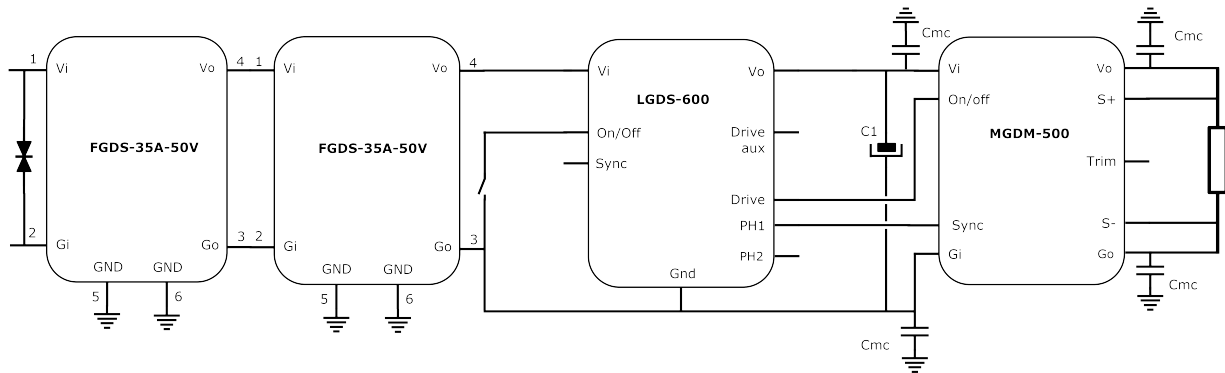 Cmc
Cmc
1
Vi
Vo
4
1
Vi
Vo
4
Vi
Vo
Vi
Vo
LGDS-600
On/off
S+
FGDS-35A-50V
FGDS-35A-50V
On/Off
Drive
aux
C1
MGDM-500
Sync
Trim
Drive
2
Gi
Go
3
2
Gi
Go
3
PH1
Sync
S-
PH2
Gi
Go
GND
GND
GND
GND
Gnd
5
6
5
6
Cmc
Cmc